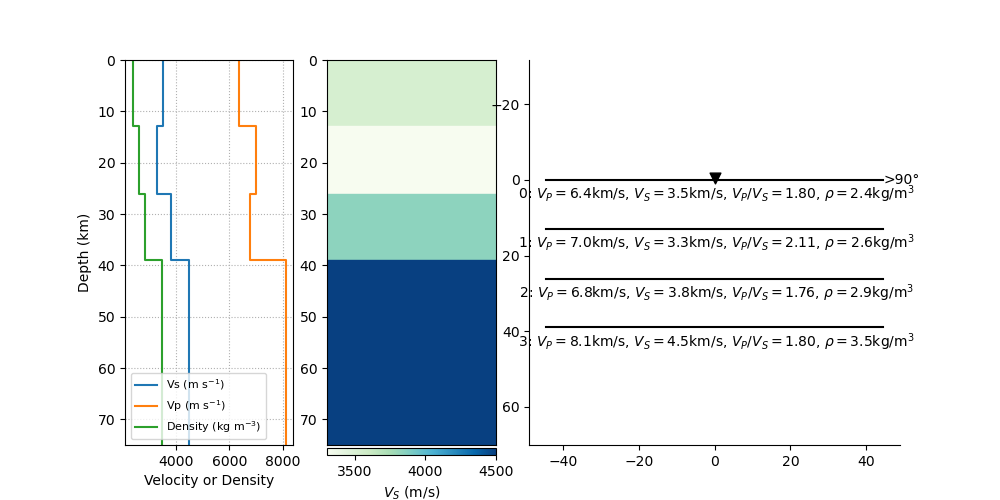 0
10
20
30
40
50
60
70
Depth (km)
4000 6000 8000
Velocity or Density
Vs (m s⁻¹)
Vp (m s⁻¹)
Density (kg m⁻³)
0
10
20
30
40
50
60
70
3500 4000 4500
V_S (m/s)
−20
0
20
40
60
−40 −20 0 20 40
>90°
0: V_P = 6.4km/s, V_S = 3.5km/s, V_P/V_S = 1.80, ρ = 2.4kg/m³
1: V_P = 7.0km/s, V_S = 3.3km/s, V_P/V_S = 2.11, ρ = 2.6kg/m³
2: V_P = 6.8km/s, V_S = 3.8km/s, V_P/V_S = 1.76, ρ = 2.9kg/m³
3: V_P = 8.1km/s, V_S = 4.5km/s, V_P/V_S = 1.80, ρ = 3.5kg/m³